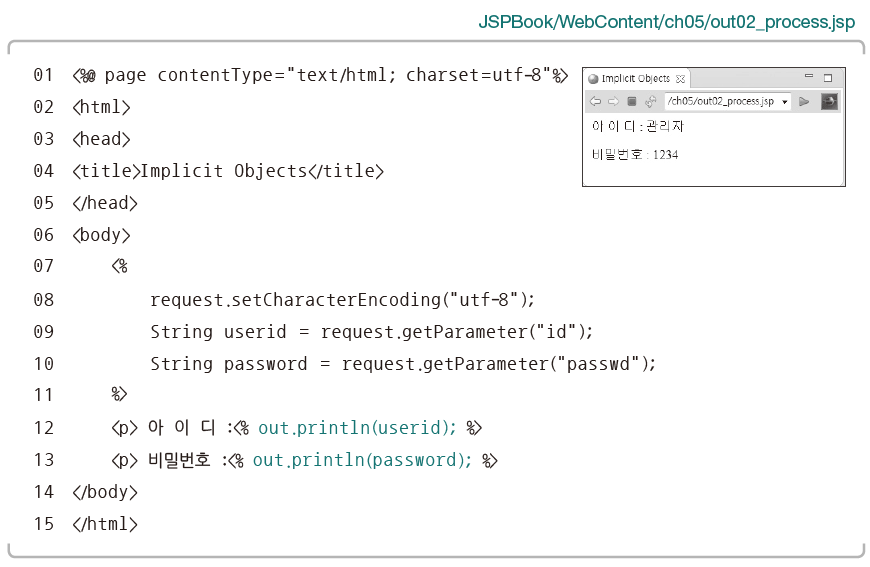 JSPBook/WebContent/ch05/out02_process.jsp
01 <%@ page contentType="text/html; charset=utf-8"%>
02 <html>
03 <head>
04 <title>Implicit Objects</title>
05 </head>
06 <body>
07 <%
08 request.setCharacterEncoding("utf-8");
09 String userid = request.getParameter("id");
10 String password = request.getParameter("passwd");
11 %>
12 <p> 아 이 디 :<% out.println(userid); %>
13 <p> 비밀번호 :<% out.println(password); %>
14 </body>
15 </html>
Implicit Objects
/ch05/out02_process.jsp
아 이 디 : 관리자
비밀번호 : 1234